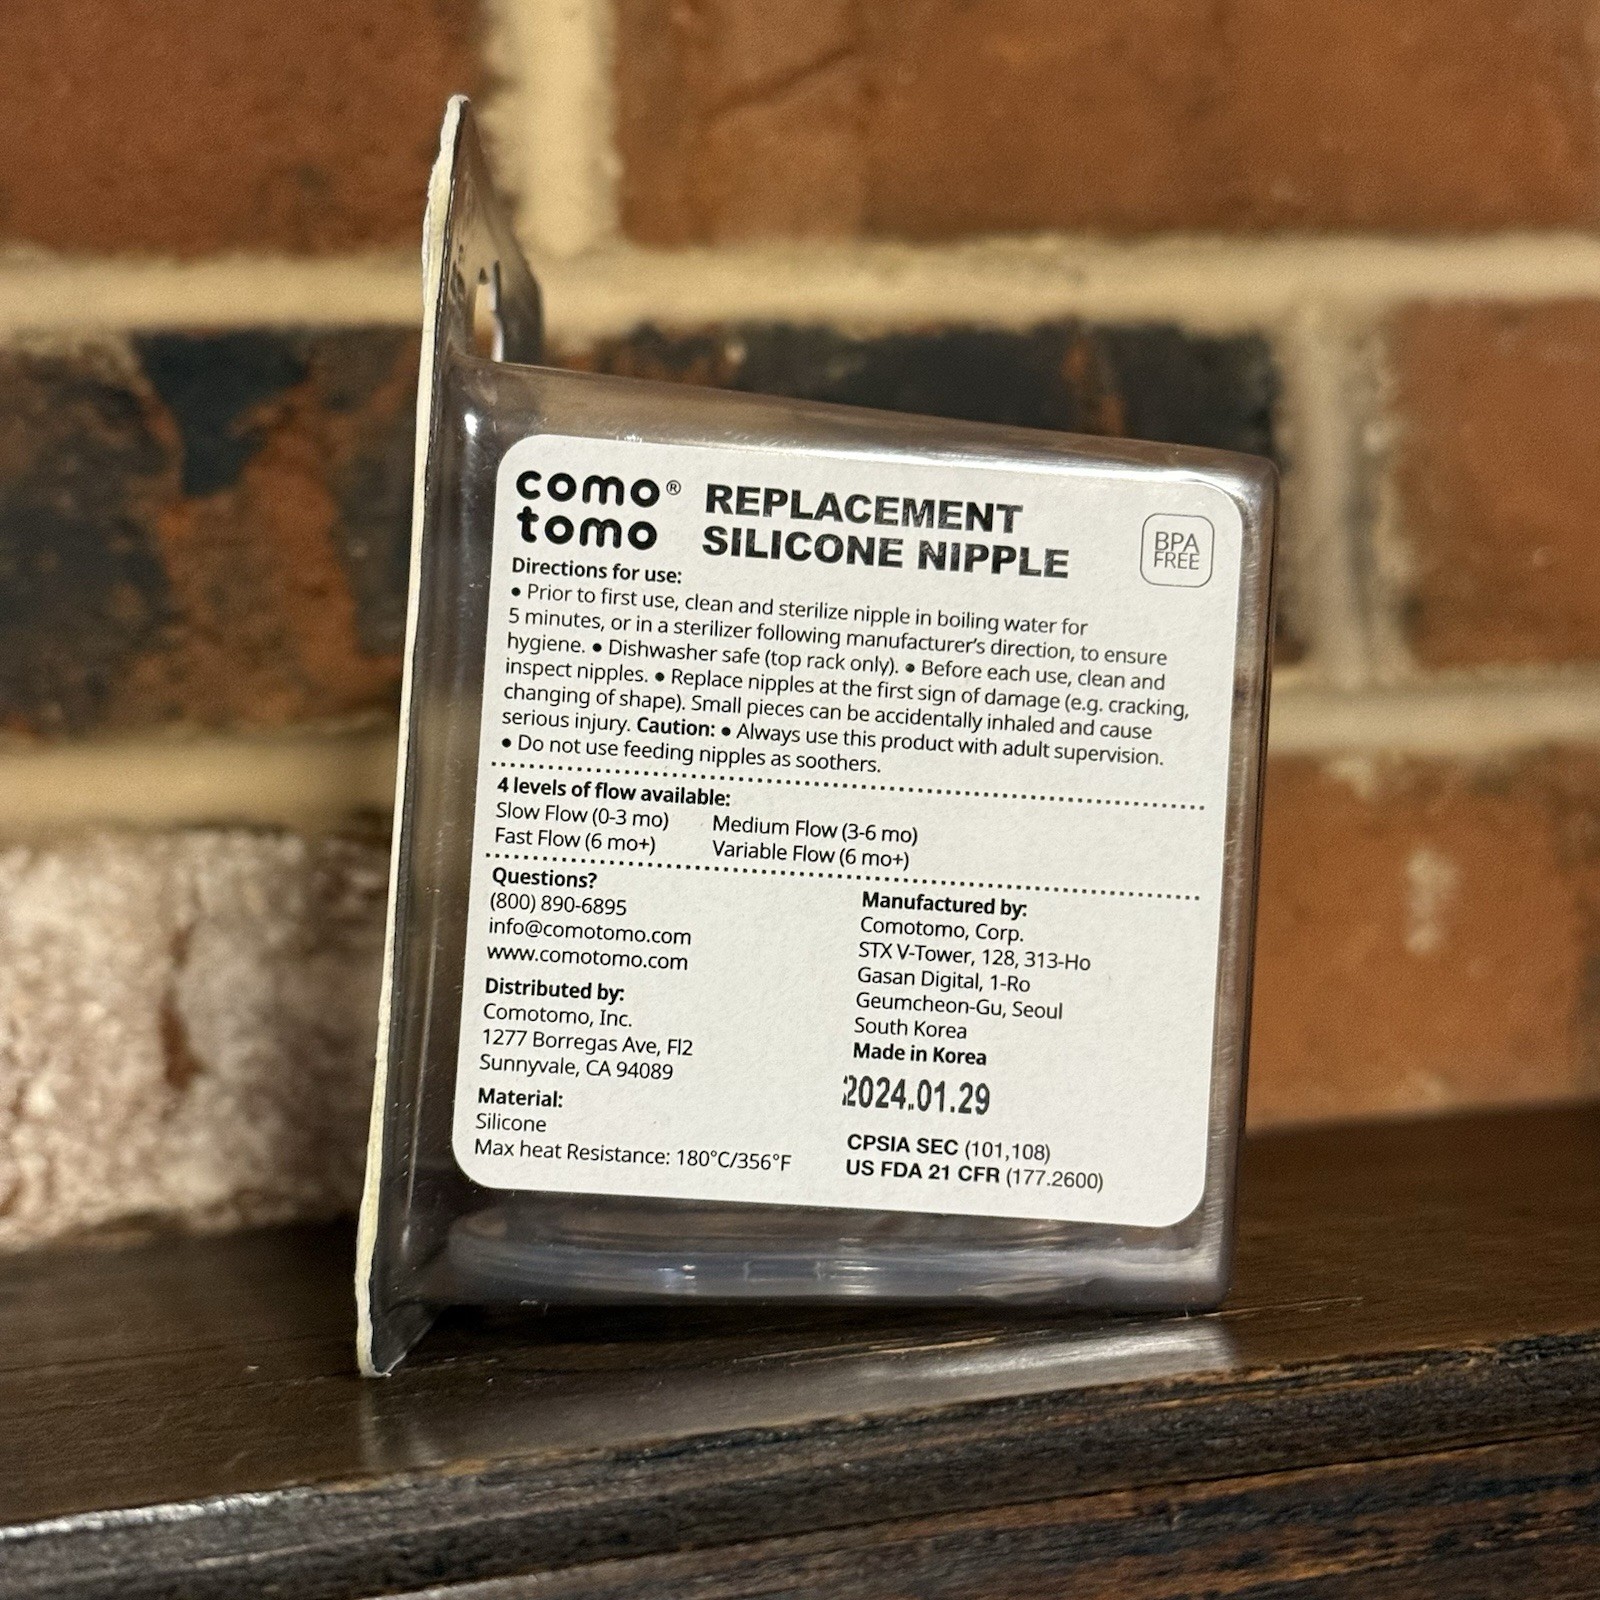 como®
tomo
REPLACEMENT
SILICONE NIPPLE
BPA
FREE
Directions for use:
• Prior to first use, clean and sterilize nipple in boiling water for
5 minutes, or in a sterilizer following manufacturer’s direction, to ensure
hygiene. • Dishwasher safe (top rack only). • Before each use, clean and
inspect nipples. • Replace nipples at the first sign of damage (e.g. cracking,
changing of shape). Small pieces can be accidentally inhaled and cause
serious injury. Caution: • Always use this product with adult supervision.
• Do not use feeding nipples as soothers.
4 levels of flow available:
Slow Flow (0-3 mo) Medium Flow (3-6 mo)
Fast Flow (6 mo+) Variable Flow (6 mo+)
Questions?
(800) 890-6895
info@comotomo.com
www.comotomo.com
Distributed by:
Comotomo, Inc.
1277 Borregas Ave, Fl2
Sunnyvale, CA 94089
Material:
Silicone
Max heat Resistance: 180°C/356°F
Manufactured by:
Comotomo, Corp.
STX V-Tower, 128, 313-Ho
Gasan Digital, 1-Ro
Geumcheon-Gu, Seoul
South Korea
Made in Korea
2024.01.29
CPSIA SEC (101,108)
US FDA 21 CFR (177.2600)